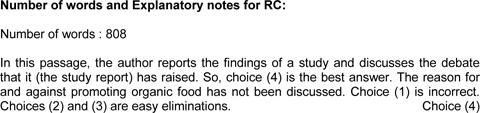 Number of words and Explanatory notes for RC:
Number of words : 808
In this passage, the author reports the findings of a study and discusses the debate
that it (the study report) has raised. So, choice (4) is the best answer. The reason for
and against promoting organic food has not been discussed. Choice (1) is incorrect.
Choices (2) and (3) are easy eliminations. Choice (4)